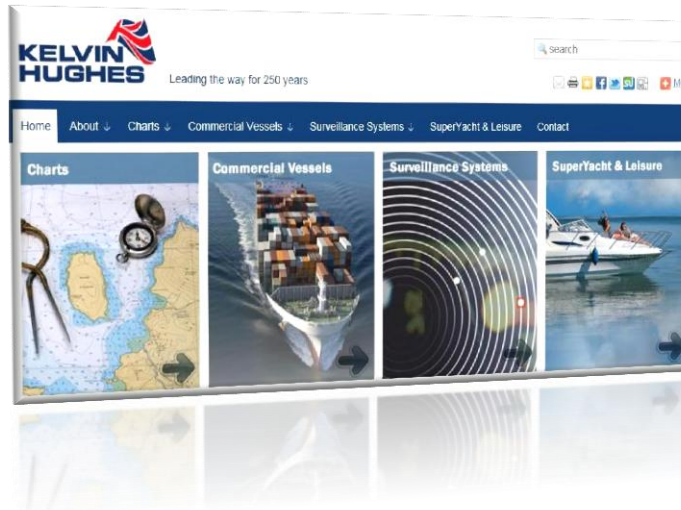 KELVIN
HUGHES
Leading the way for 250 years
search
Home About ↓ Charts ↓ Commercial Vessels ↓ Surveillance Systems ↓ SuperYacht & Leisure Contact
Charts
Commercial Vessels
Surveillance Systems
SuperYacht & Leisure